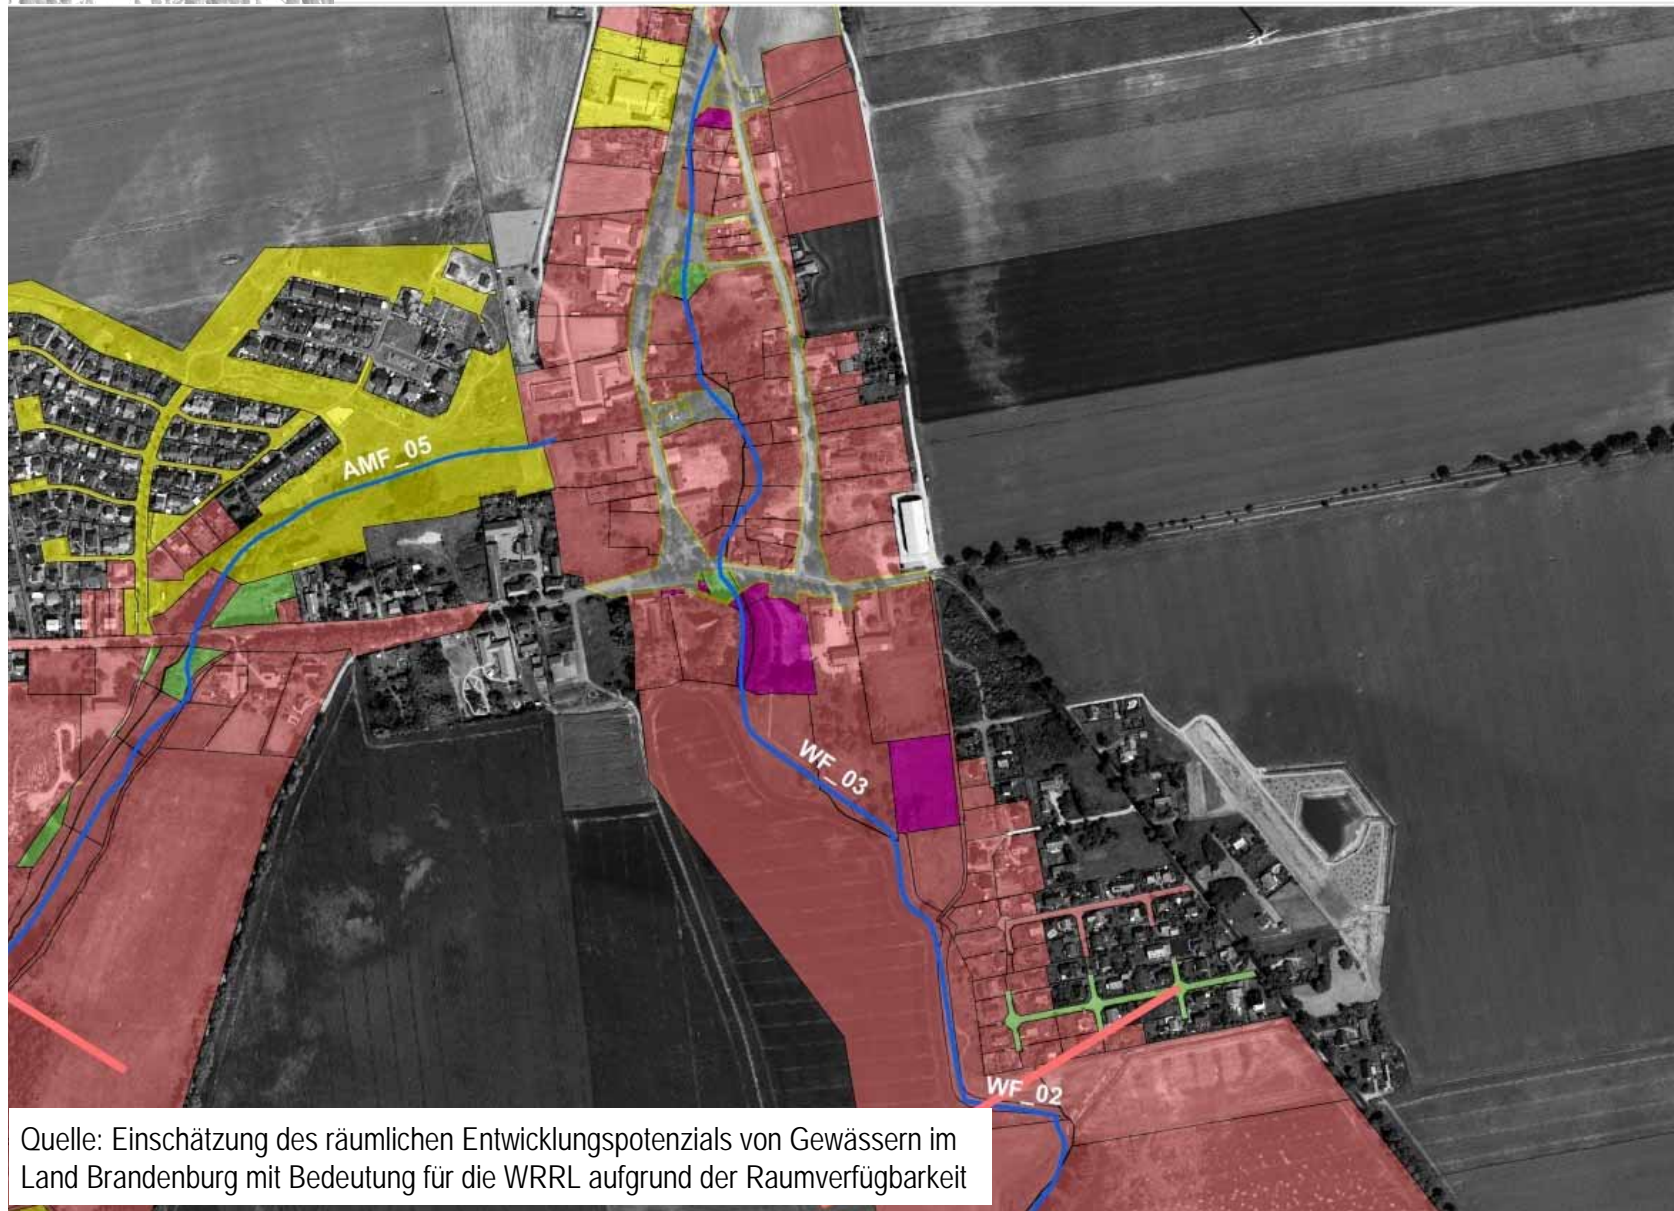 AMF_05
WF_03
WF_02
Quelle: Einschätzung des räumlichen Entwicklungspotenzials von Gewässern im
Land Brandenburg mit Bedeutung für die WRRL aufgrund der Raumverfügbarkeit